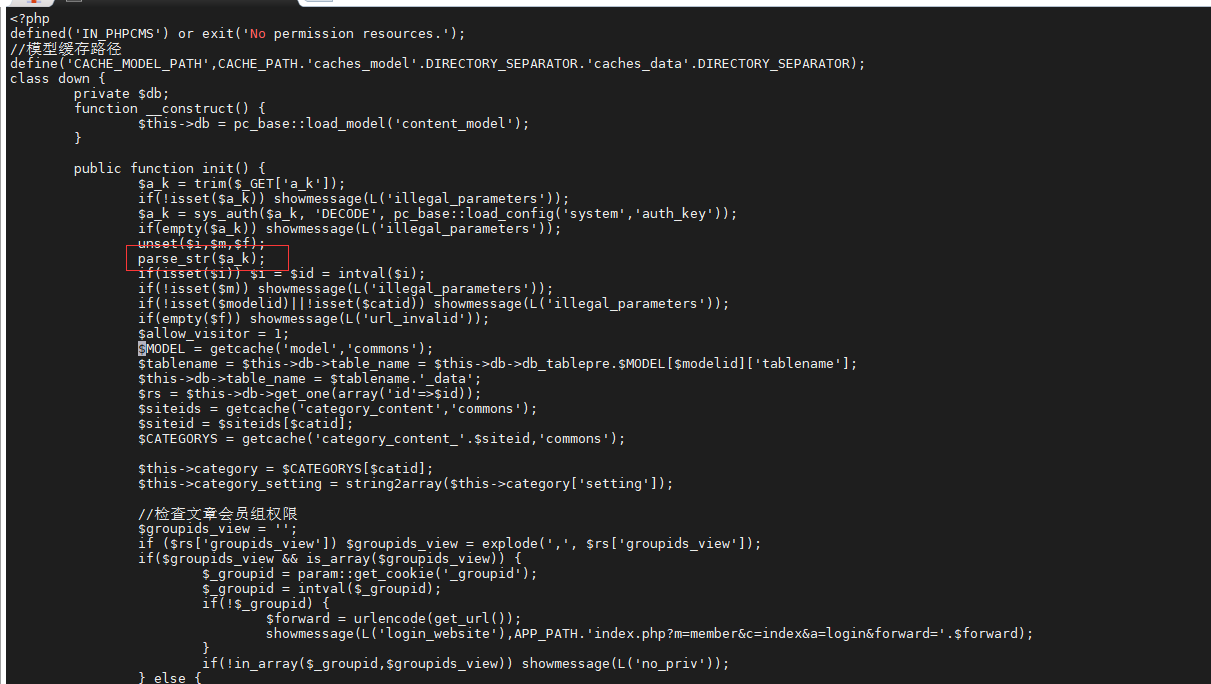 <?php
defined('IN_PHPCMS') or exit('No permission resources.');
//模型缓存路径
define('CACHE_MODEL_PATH',CACHE_PATH.'caches_model'.DIRECTORY_SEPARATOR.'caches_data'.DIRECTORY_SEPARATOR);
class down {
        private $db;
        function __construct() {
                $this->db = pc_base::load_model('content_model');
        }

        public function init() {
                $a_k = trim($_GET['a_k']);
                if(!isset($a_k)) showmessage(L('illegal_parameters'));
                $a_k = sys_auth($a_k, 'DECODE', pc_base::load_config('system','auth_key'));
                if(empty($a_k)) showmessage(L('illegal_parameters'));
                unset($i,$m,$f);
                parse_str($a_k);
                if(isset($i)) $i = $id = intval($i);
                if(!isset($m)) showmessage(L('illegal_parameters'));
                if(!isset($modelid)||!isset($catid)) showmessage(L('illegal_parameters'));
                if(empty($f)) showmessage(L('url_invalid'));
                $allow_visitor = 1;
                $MODEL = getcache('model','commons');
                $tablename = $this->db->table_name = $this->db->db_tablepre.$MODEL[$modelid]['tablename'];
                $this->db->table_name = $tablename.'_data';
                $rs = $this->db->get_one(array('id'=>$id));
                $siteids = getcache('category_content','commons');
                $siteid = $siteids[$catid];
                $CATEGORYS = getcache('category_content_'.$siteid,'commons');

                $this->category = $CATEGORYS[$catid];
                $this->category_setting = string2array($this->category['setting']);

                //检查文章会员组权限
                $groupids_view = '';
                if ($rs['groupids_view']) $groupids_view = explode(',', $rs['groupids_view']);
                if($groupids_view && is_array($groupids_view)) {
                        $_groupid = param::get_cookie('_groupid');
                        $_groupid = intval($_groupid);
                        if(!$_groupid) {
                                $forward = urlencode(get_url());
                                showmessage(L('login_website'),APP_PATH.'index.php?m=member&c=index&a=login&forward='.$forward);
                        }
                        if(!in_array($_groupid,$groupids_view)) showmessage(L('no_priv'));
                } else {